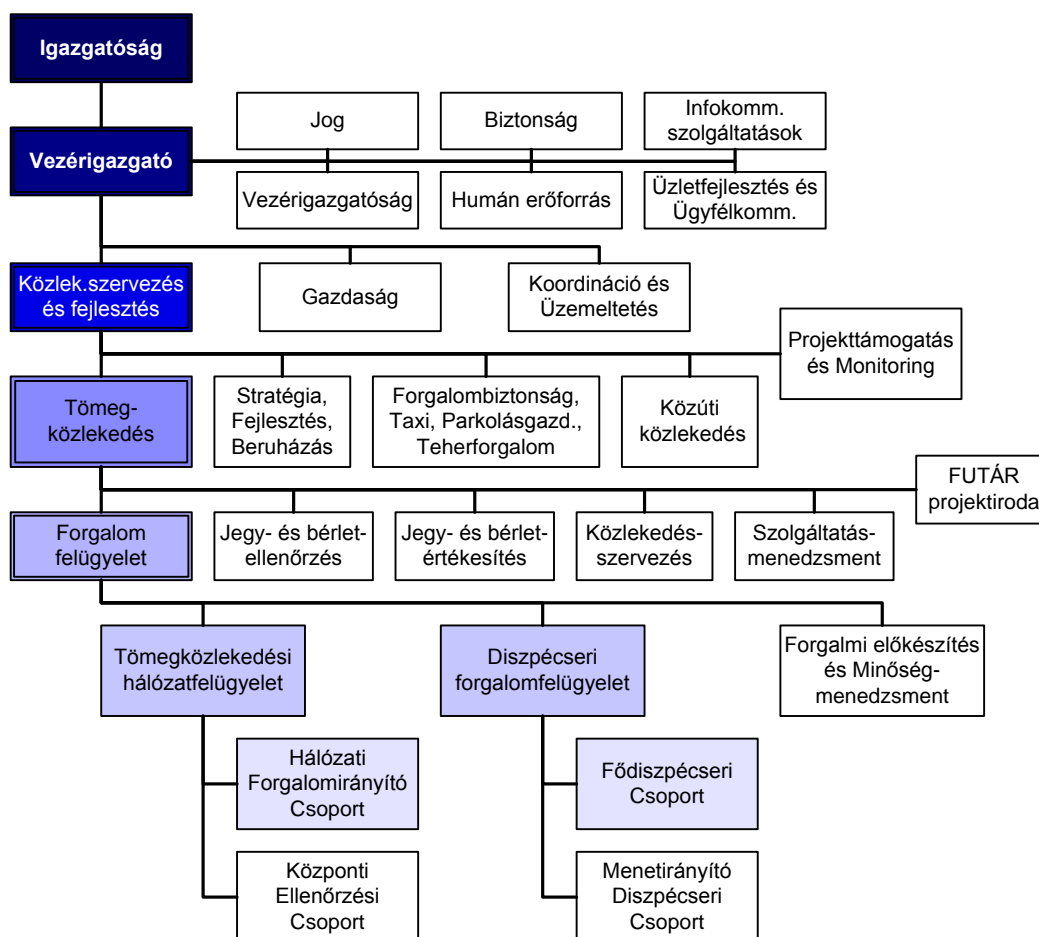 Igazgatóság
Vezérigazgató
Jog
Biztonság
Infokomm.
szolgáltatások
Vezérigazgatóság
Humán erőforrás
Üzletfejlesztés és
Ügyfélkomm.
Közlek.szervezés
és fejlesztés
Gazdaság
Koordináció és
Üzemeltetés
Projekttámogatás
és Monitoring
Tömeg-
közlekedés
Stratégia,
Fejlesztés,
Beruházás
Forgalombiztonság,
Taxi, Parkolásgazd.,
Teherforgalom
Közúti
közlekedés
FUTÁR
projektiroda
Forgalom
felügyelet
Jegy- és bérlet-
ellenőrzés
Jegy- és bérlet-
értékesítés
Közlekedés-
szervezés
Szolgáltatás-
menedzsment
Tömegközlekedési
hálózatfelügyelet
Diszpécseri
forgalomfelügyelet
Forgalmi előkészítés
és Minőség-
menedzsment
Hálózati
Forgalomirányító
Csoport
Fődiszpécseri
Csoport
Központi
Ellenőrzési
Csoport
Menetirányító
Diszpécseri
Csoport